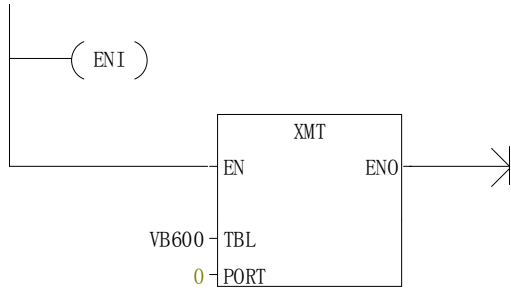 ENI
XMT
EN ENO
VB600 TBL
0 PORT